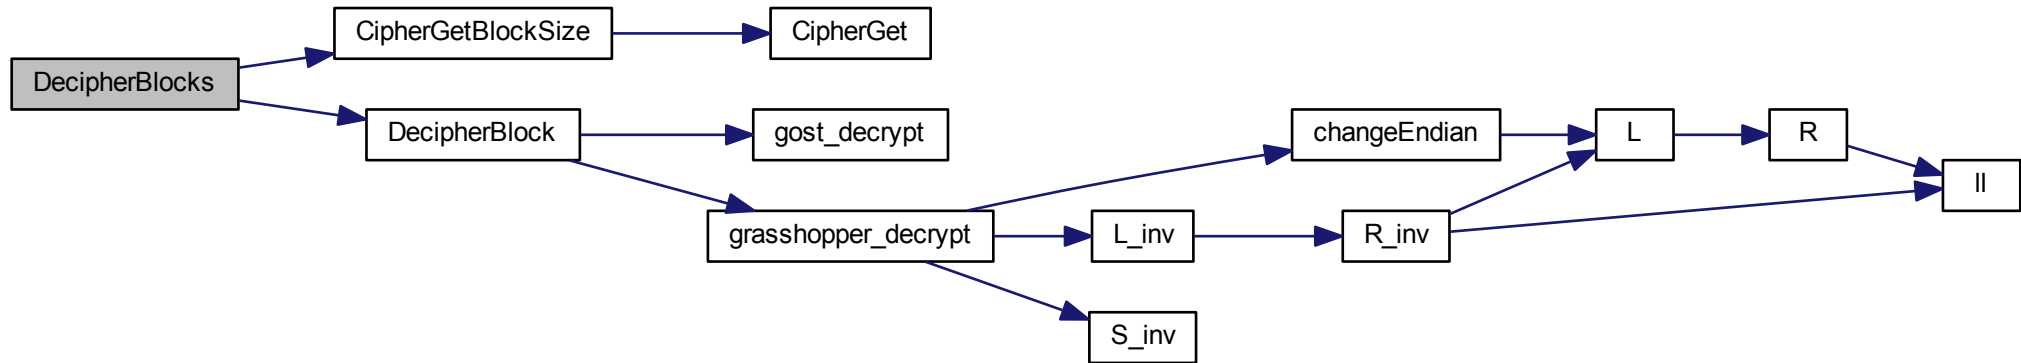 CipherGetBlockSize
CipherGet
DecipherBlocks
DecipherBlock
gost_decrypt
changeEndian
L
R
ll
grasshopper_decrypt
L_inv
R_inv
S_inv